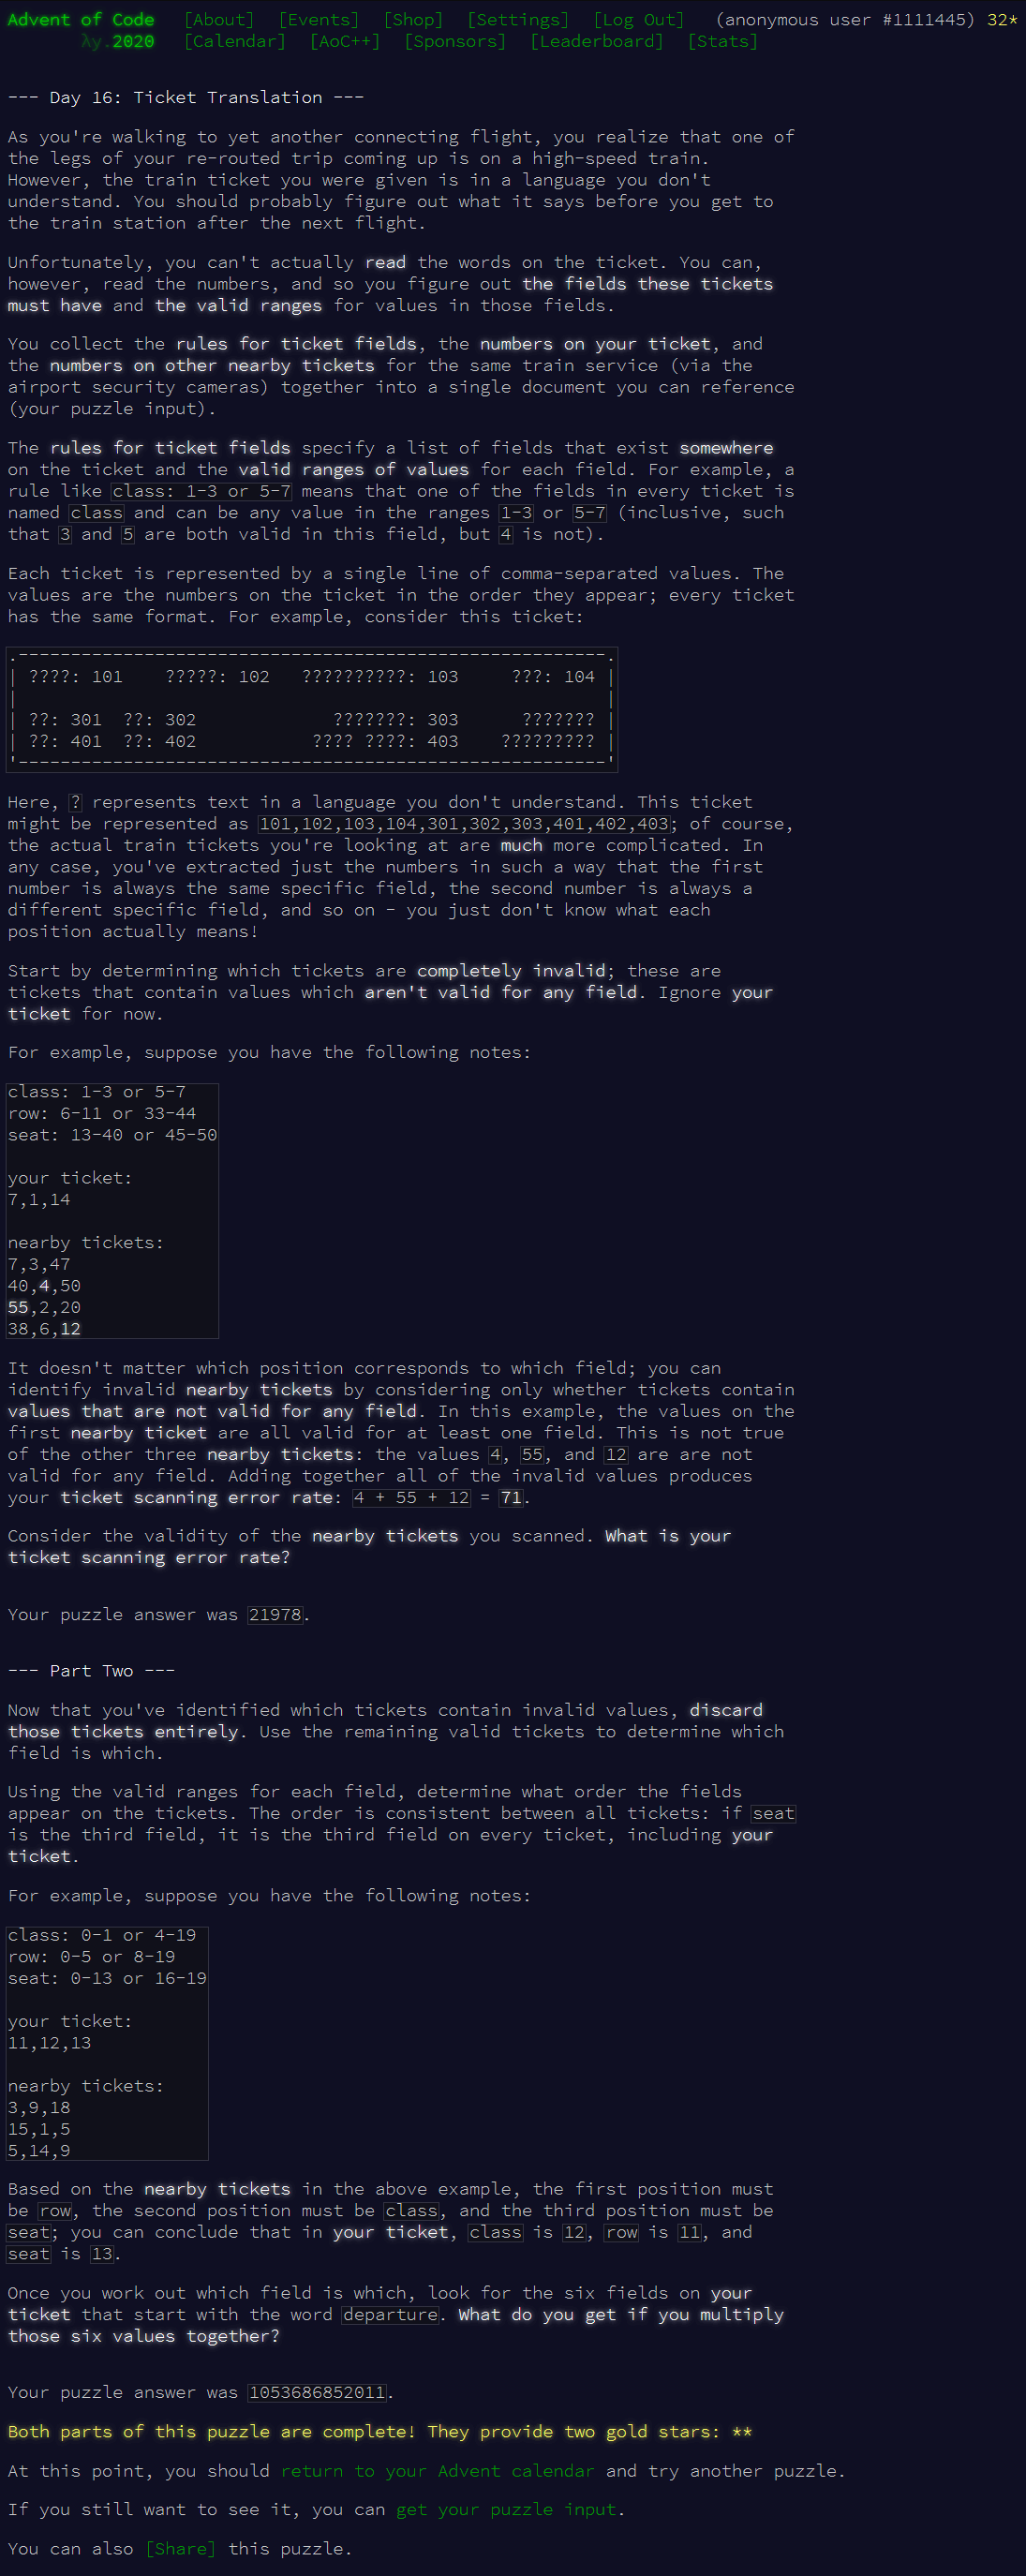 Advent of Code [About] [Events] [Shop] [Settings] [Log Out] (anonymous user #1111445) 32*
λy.2020 [Calendar] [AoC++] [Sponsors] [Leaderboard] [Stats]
--- Day 16: Ticket Translation ---
As you're walking to yet another connecting flight, you realize that one of
the legs of your re-routed trip coming up is on a high-speed train.
However, the train ticket you were given is in a language you don't
understand. You should probably figure out what it says before you get to
the train station after the next flight.
Unfortunately, you can't actually read the words on the ticket. You can,
however, read the numbers, and so you figure out the fields these tickets
must have and the valid ranges for values in those fields.
You collect the rules for ticket fields, the numbers on your ticket, and
the numbers on other nearby tickets for the same train service (via the
airport security cameras) together into a single document you can reference
(your puzzle input).
The rules for ticket fields specify a list of fields that exist somewhere
on the ticket and the valid ranges of values for each field. For example, a
rule like class: 1-3 or 5-7 means that one of the fields in every ticket is
named class and can be any value in the ranges 1-3 or 5-7 (inclusive, such
that 3 and 5 are both valid in this field, but 4 is not).
Each ticket is represented by a single line of comma-separated values. The
values are the numbers on the ticket in the order they appear; every ticket
has the same format. For example, consider this ticket:
.--------------------------------------------------------.
| ????: 101    ?????: 102   ??????????: 103     ???: 104 |
|                                                        |
| ??: 301  ??: 302             ???????: 303      ??????? |
| ??: 401  ??: 402           ???? ????: 403    ????????? |
'--------------------------------------------------------'
Here, ? represents text in a language you don't understand. This ticket
might be represented as 101,102,103,104,301,302,303,401,402,403; of course,
the actual train tickets you're looking at are much more complicated. In
any case, you've extracted just the numbers in such a way that the first
number is always the same specific field, the second number is always a
different specific field, and so on - you just don't know what each
position actually means!
Start by determining which tickets are completely invalid; these are
tickets that contain values which aren't valid for any field. Ignore your
ticket for now.
For example, suppose you have the following notes:
class: 1-3 or 5-7
row: 6-11 or 33-44
seat: 13-40 or 45-50
your ticket:
7,1,14
nearby tickets:
7,3,47
40,4,50
55,2,20
38,6,12
It doesn't matter which position corresponds to which field; you can
identify invalid nearby tickets by considering only whether tickets contain
values that are not valid for any field. In this example, the values on the
first nearby ticket are all valid for at least one field. This is not true
of the other three nearby tickets: the values 4, 55, and 12 are are not
valid for any field. Adding together all of the invalid values produces
your ticket scanning error rate: 4 + 55 + 12 = 71.
Consider the validity of the nearby tickets you scanned. What is your
ticket scanning error rate?
Your puzzle answer was 21978.
--- Part Two ---
Now that you've identified which tickets contain invalid values, discard
those tickets entirely. Use the remaining valid tickets to determine which
field is which.
Using the valid ranges for each field, determine what order the fields
appear on the tickets. The order is consistent between all tickets: if seat
is the third field, it is the third field on every ticket, including your
ticket.
For example, suppose you have the following notes:
class: 0-1 or 4-19
row: 0-5 or 8-19
seat: 0-13 or 16-19
your ticket:
11,12,13
nearby tickets:
3,9,18
15,1,5
5,14,9
Based on the nearby tickets in the above example, the first position must
be row, the second position must be class, and the third position must be
seat; you can conclude that in your ticket, class is 12, row is 11, and
seat is 13.
Once you work out which field is which, look for the six fields on your
ticket that start with the word departure. What do you get if you multiply
those six values together?
Your puzzle answer was 1053686852011.
Both parts of this puzzle are complete! They provide two gold stars: **
At this point, you should return to your Advent calendar and try another puzzle.
If you still want to see it, you can get your puzzle input.
You can also [Share] this puzzle.